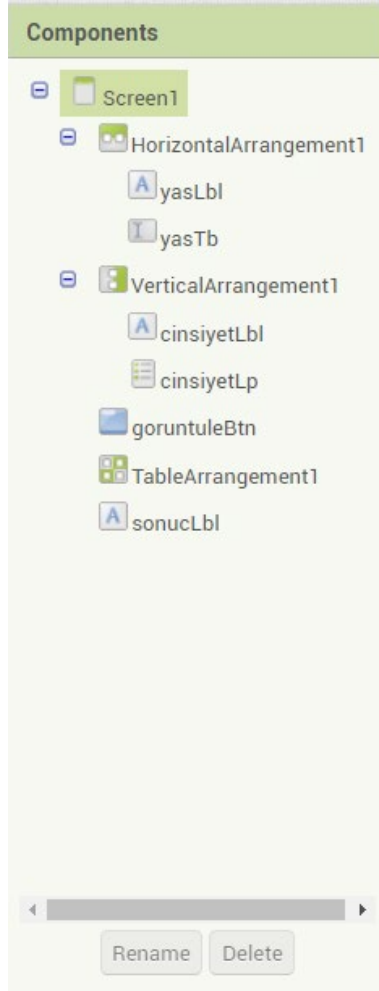 Components
Screen1
HorizontalArrangement1
A yasLbl
yasTb
VerticalArrangement1
A cinsiyetLbl
cinsiyetLp
goruntuleBtn
TableArrangement1
A sonucLbl
Rename Delete